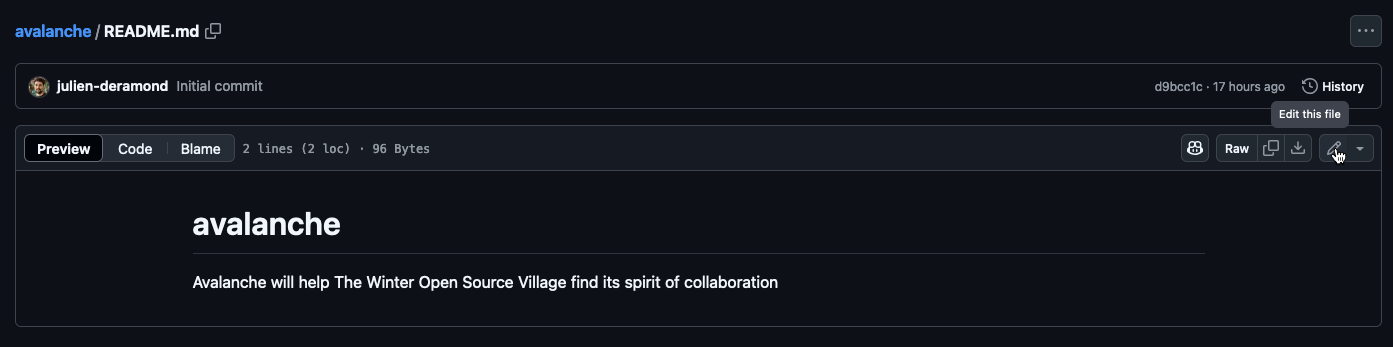 avalanche / README.md
julien-deramond Initial commit d9bcc1c · 17 hours ago History
Edit this file
Preview Code Blame 2 lines (2 loc) · 96 Bytes Raw
avalanche
Avalanche will help The Winter Open Source Village find its spirit of collaboration